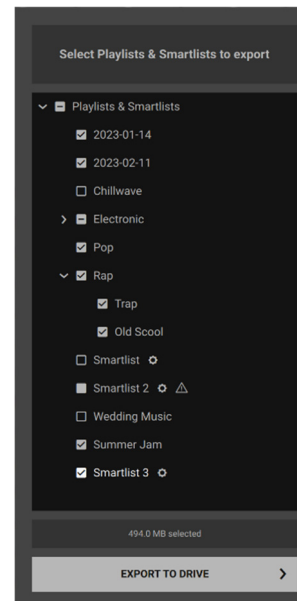 Select Playlists & Smartlists to export
Playlists & Smartlists
2023-01-14
2023-02-11
Chillwave
Electronic
Pop
Rap
Trap
Old Scool
Smartlist
Smartlist 2
Wedding Music
Summer Jam
Smartlist 3
494.0 MB selected
EXPORT TO DRIVE